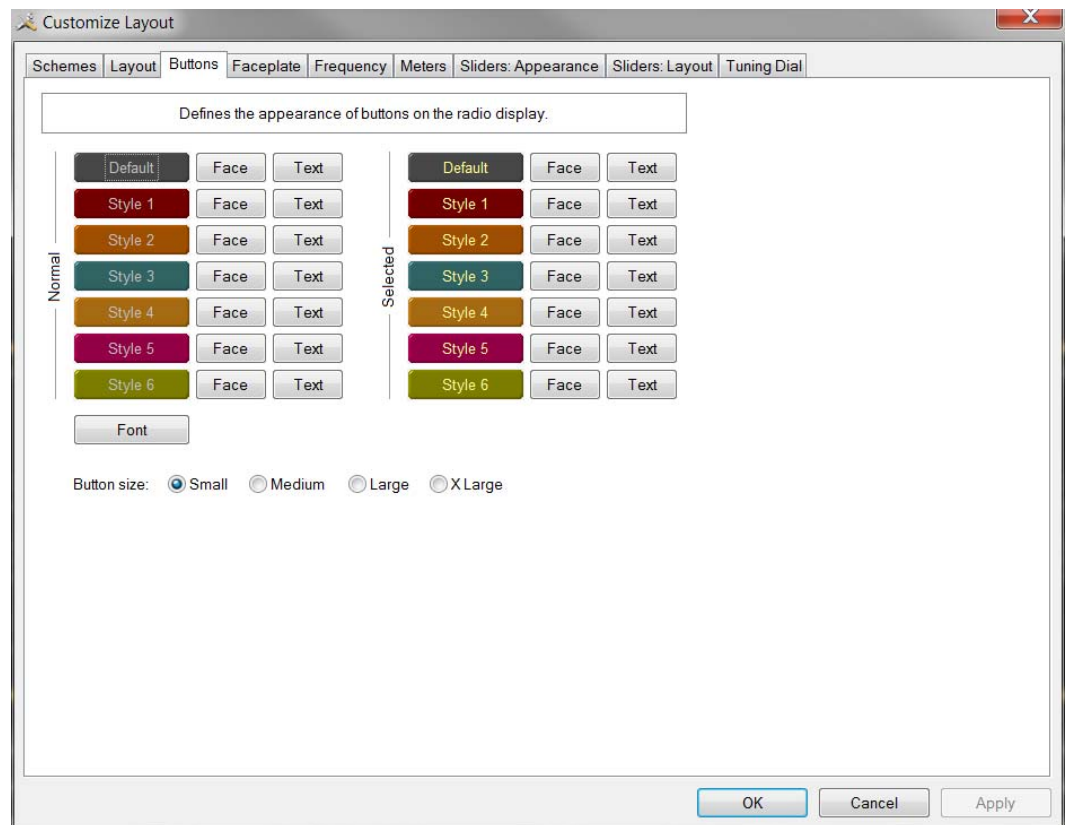 Customize Layout
X
Schemes Layout Buttons Faceplate Frequency Meters Sliders: Appearance Sliders: Layout Tuning Dial
Defines the appearance of buttons on the radio display.
Normal
Default Face Text
Style 1 Face Text
Style 2 Face Text
Style 3 Face Text
Style 4 Face Text
Style 5 Face Text
Style 6 Face Text
Selected
Default Face Text
Style 1 Face Text
Style 2 Face Text
Style 3 Face Text
Style 4 Face Text
Style 5 Face Text
Style 6 Face Text
Font
Button size: Small Medium Large X Large
OK Cancel Apply